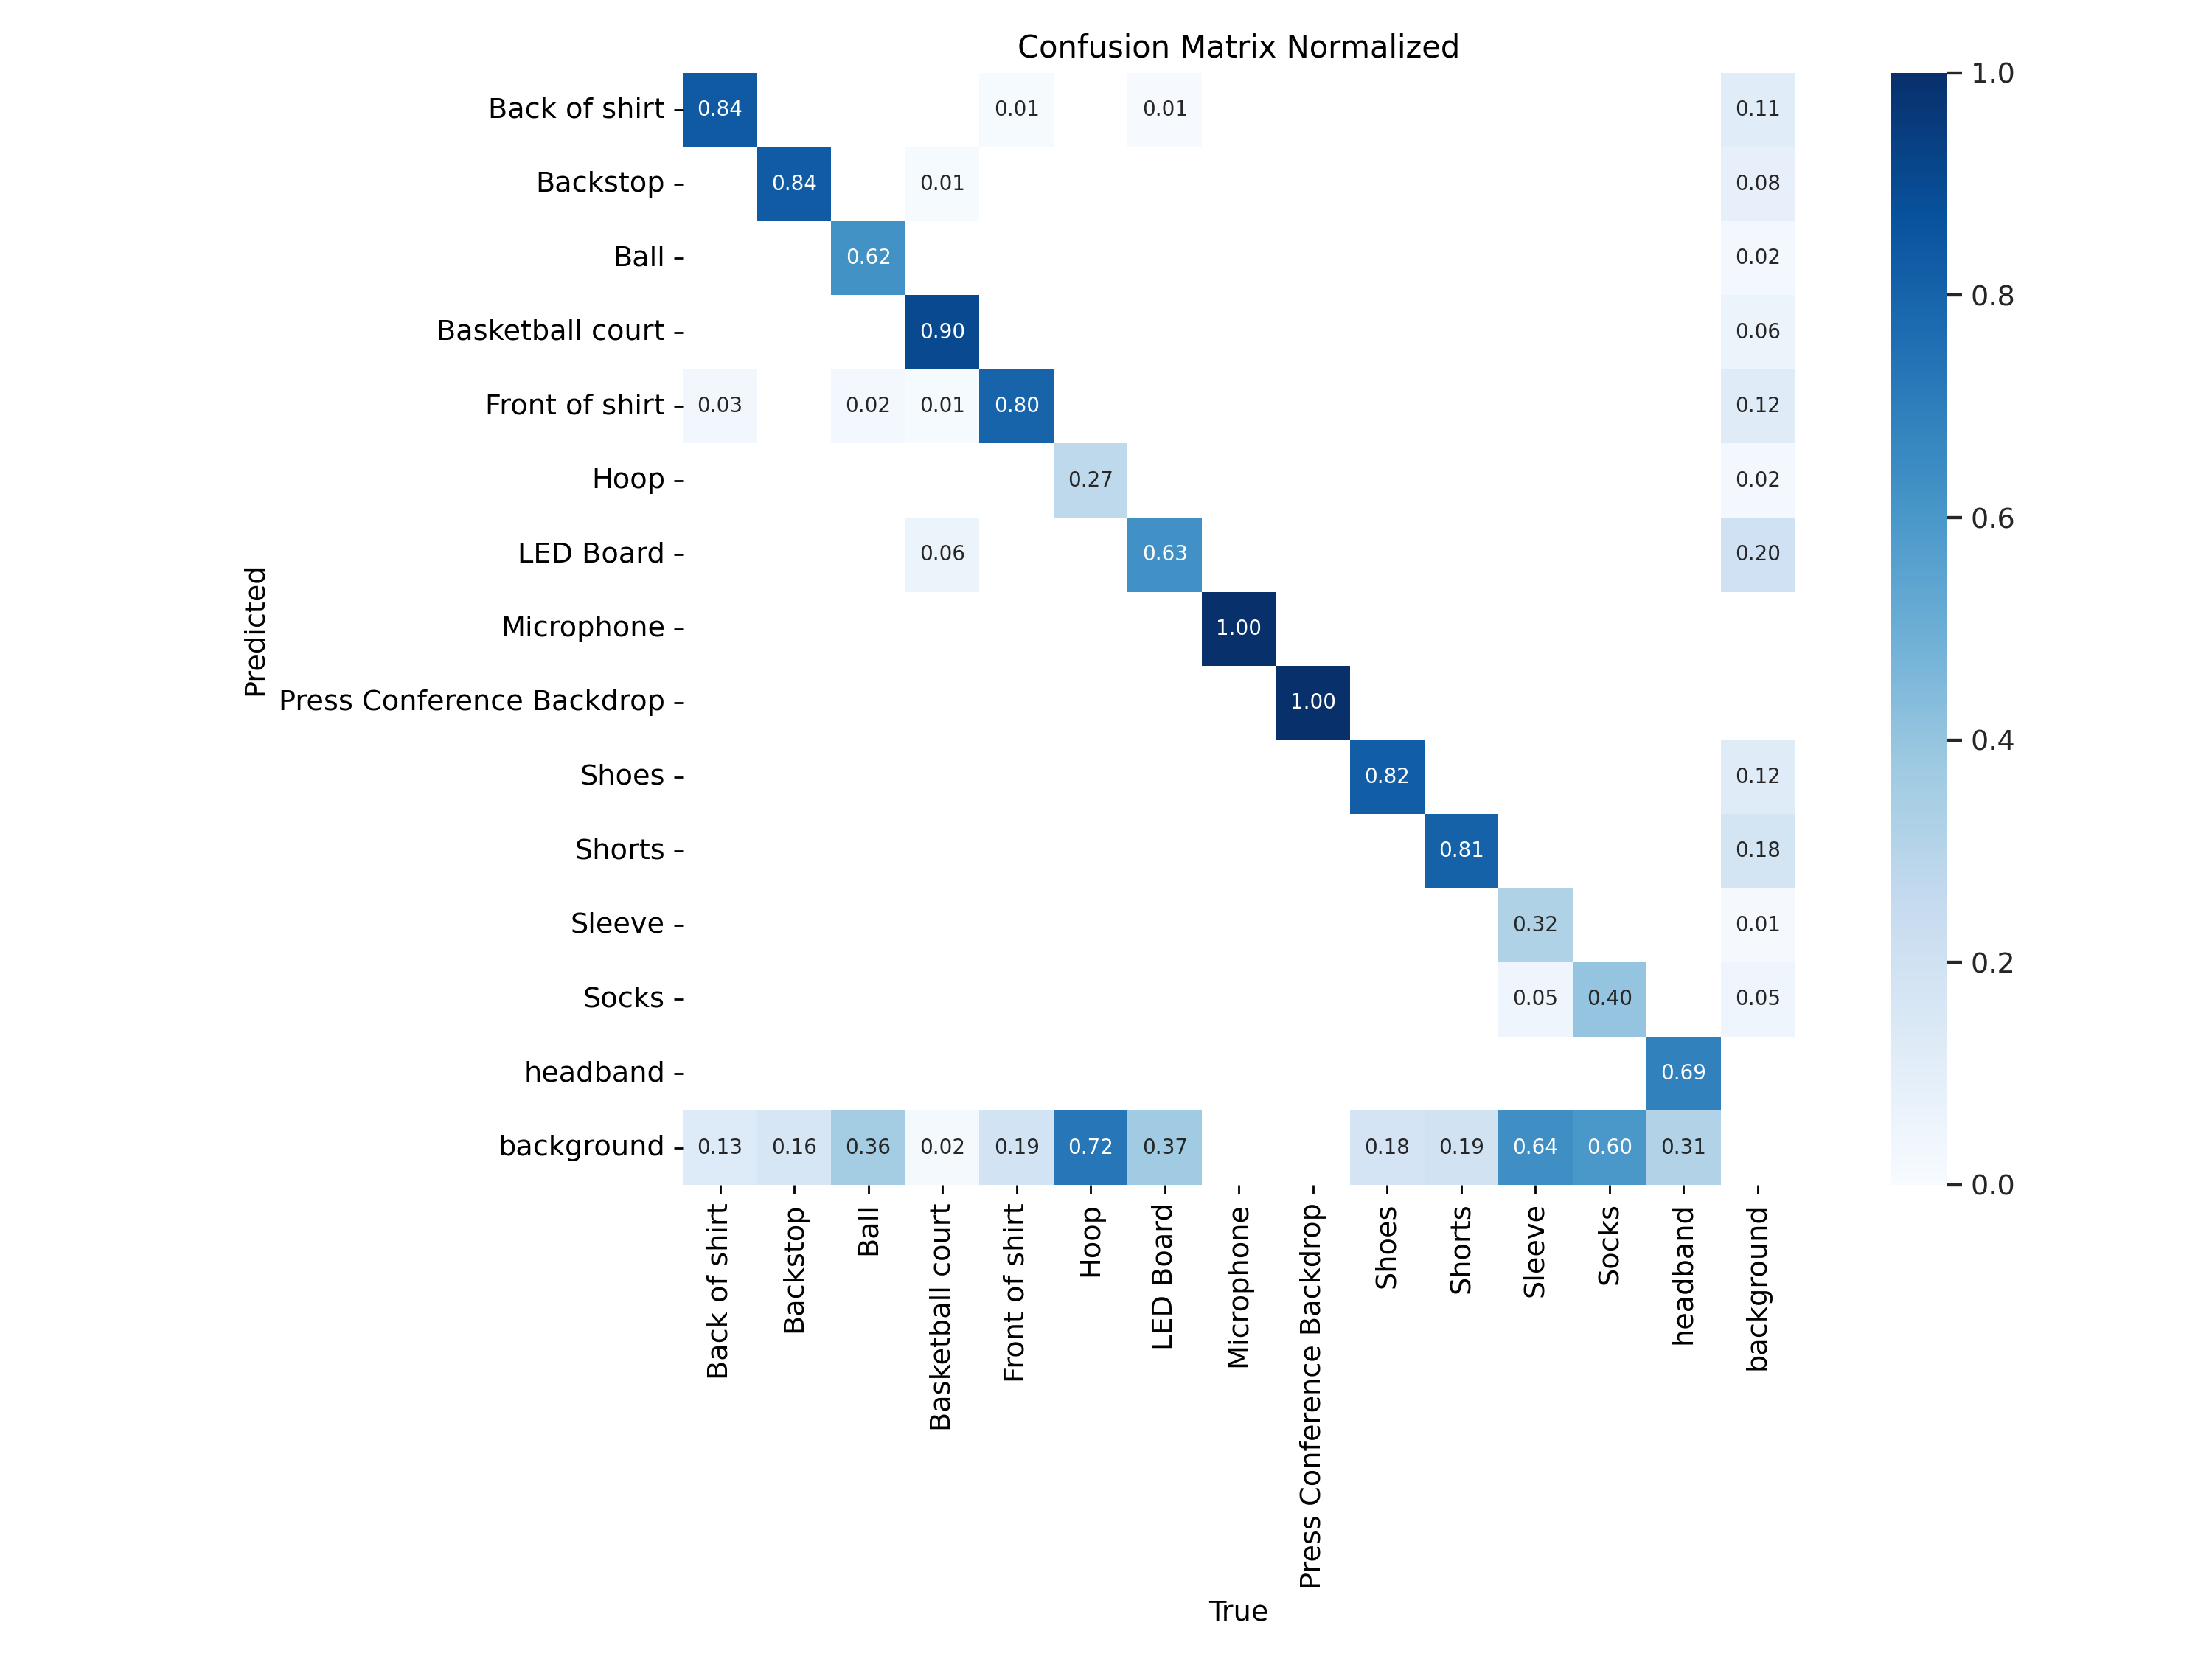 Confusion Matrix Normalized
Predicted
Back of shirt 0.84 0.01 0.01 0.11
Backstop 0.84 0.01 0.08
Ball 0.62 0.02
Basketball court 0.90 0.06
Front of shirt 0.03 0.02 0.01 0.80 0.12
Hoop 0.27 0.02
LED Board 0.06 0.63 0.20
Microphone 1.00
Press Conference Backdrop 1.00
Shoes 0.82 0.12
Shorts 0.81 0.18
Sleeve 0.32 0.01
Socks 0.05 0.40 0.05
headband 0.69
background 0.13 0.16 0.36 0.02 0.19 0.72 0.37 0.18 0.19 0.64 0.60 0.31
Back of shirt
Backstop
Ball
Basketball court
Front of shirt
Hoop
LED Board
Microphone
Press Conference Backdrop
Shoes
Shorts
Sleeve
Socks
headband
background
True
1.0
0.8
0.6
0.4
0.2
0.0